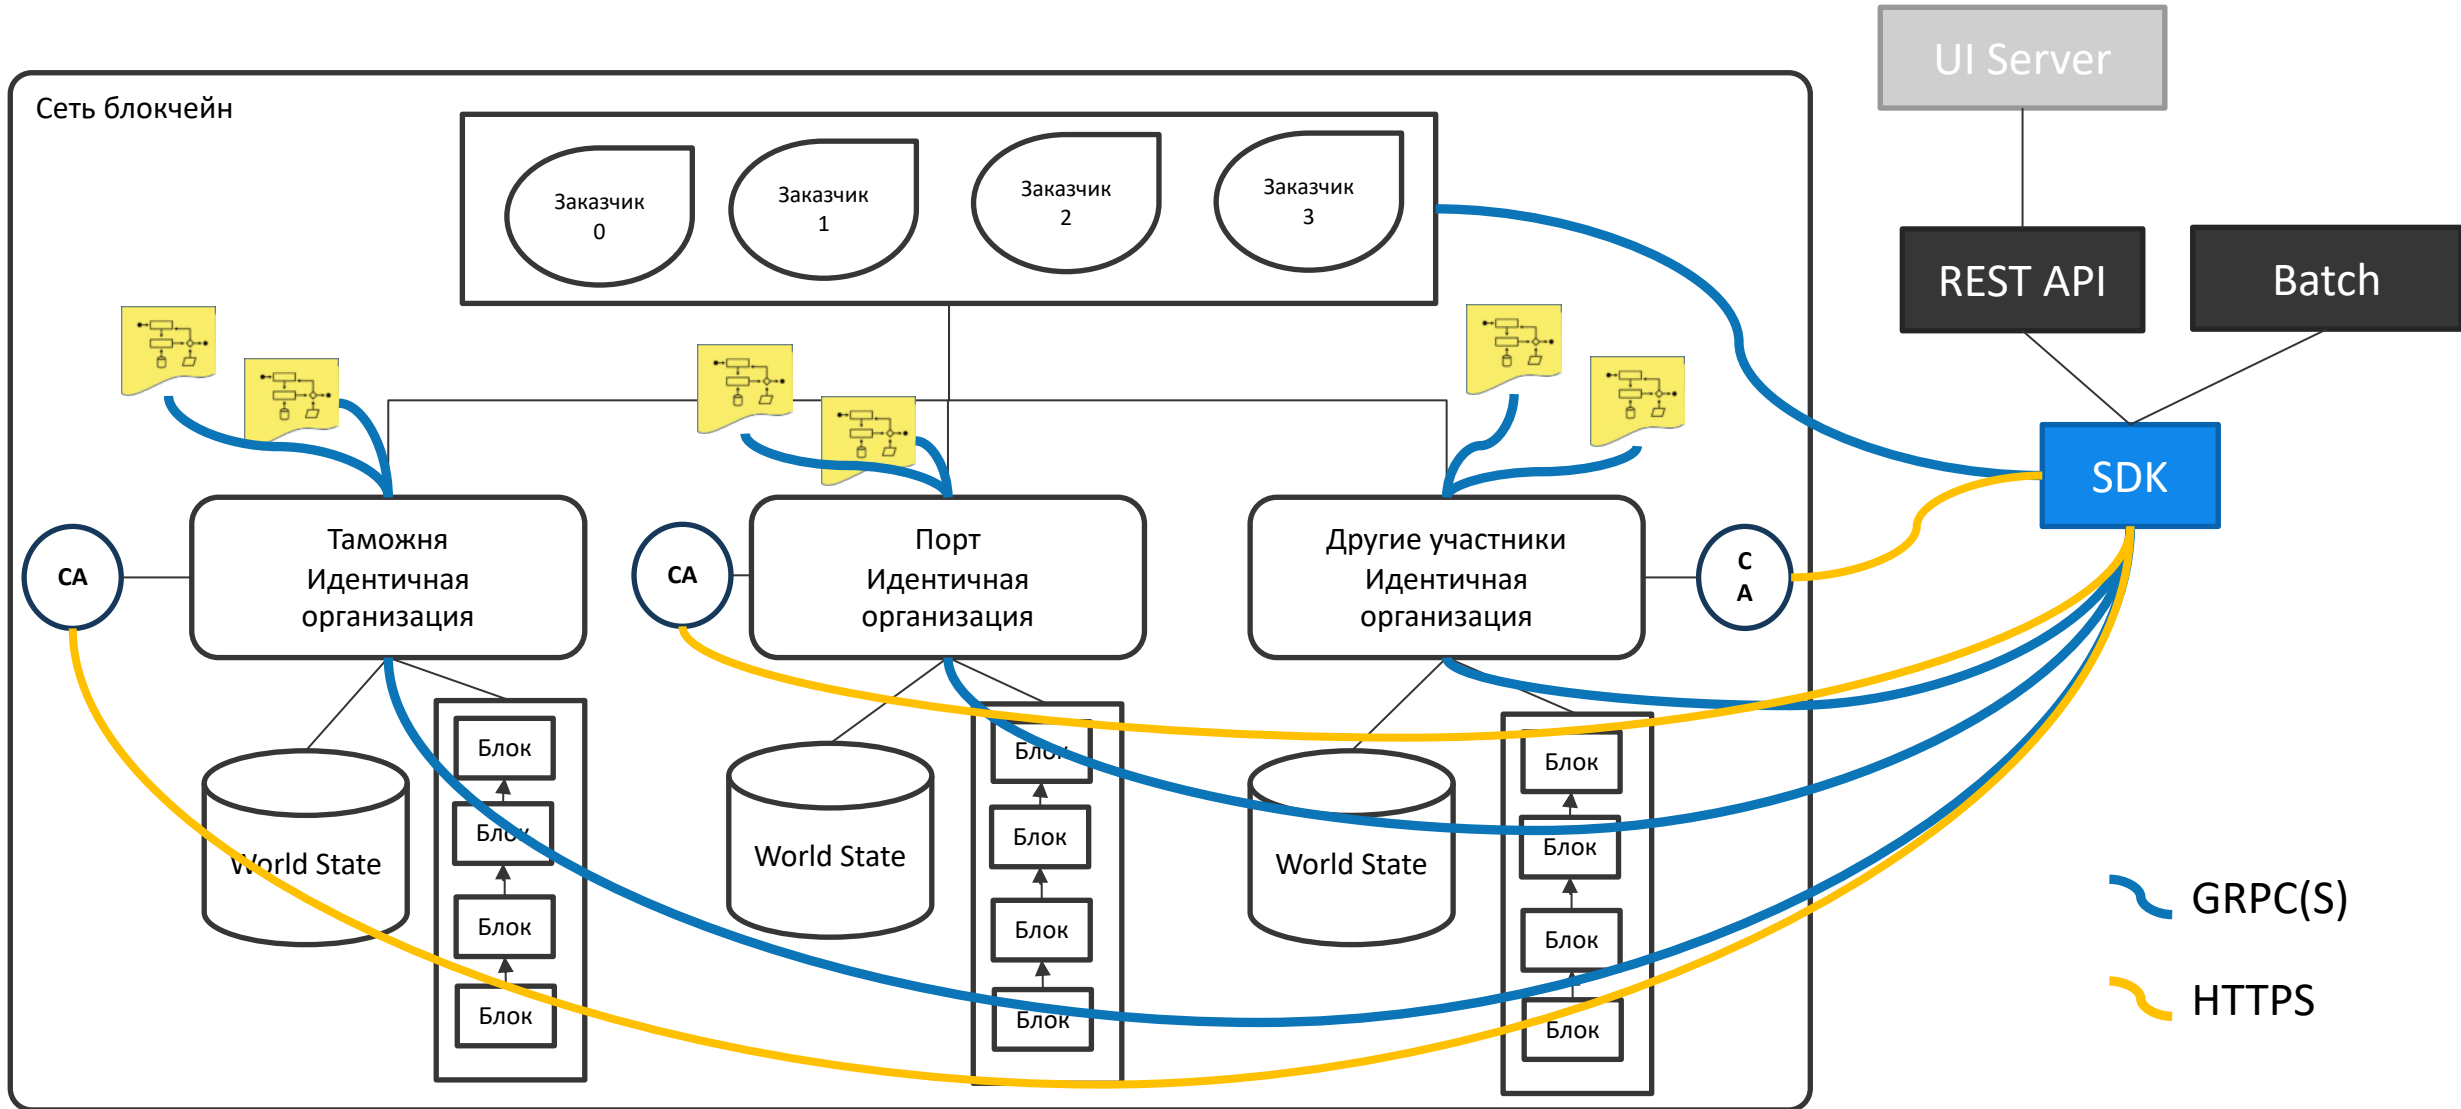 UI Server
Сеть блокчейн
Заказчик
0
Заказчик
1
Заказчик
2
Заказчик
3
REST API
Batch
SDK
CA
Таможня
Идентичная
организация
CA
Порт
Идентичная
организация
Другие участники
Идентичная
организация
C
A
World State
Блок
Блок
Блок
Блок
World State
Блок
Блок
Блок
Блок
World State
Блок
Блок
Блок
Блок
GRPC(S)
HTTPS